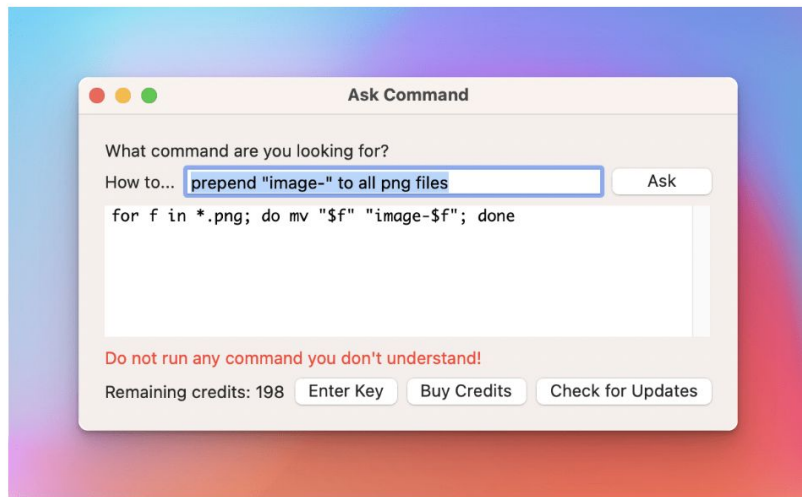 Ask Command
What command are you looking for?
How to... prepend "image-" to all png files Ask
for f in *.png; do mv "$f" "image-$f"; done
Do not run any command you don't understand!
Remaining credits: 198 Enter Key Buy Credits Check for Updates